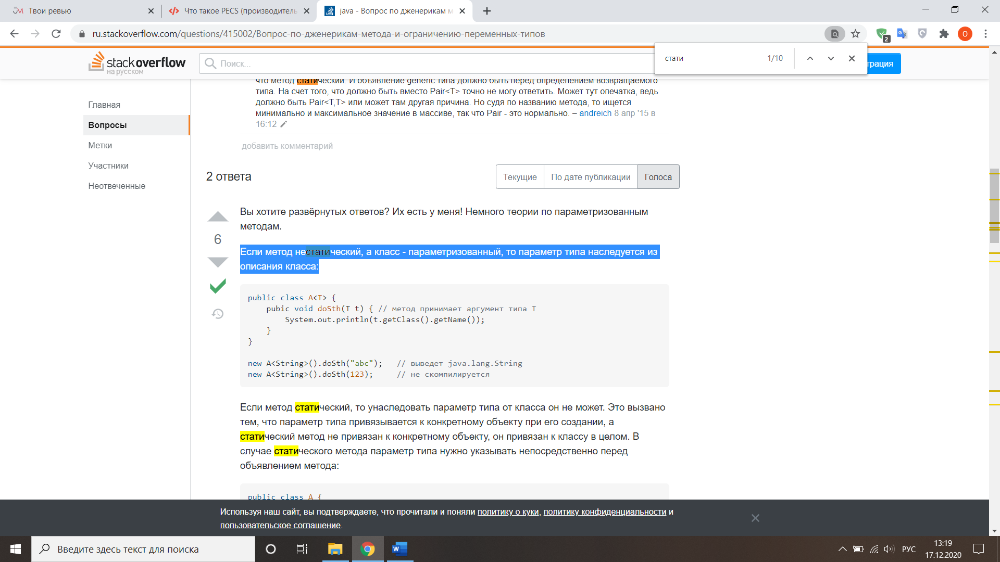 Твои ревью
Что такое PECS (производитель
java - Вопрос по дженерикам м
ru.stackoverflow.com/questions/415002/Вопрос-по-дженерикам-метода-и-ограничению-переменных-типов
2
O
стати
1/10
stackoverflow
на русском
Поиск...
трация
что метод статический. И объявление generic типа должно быть перед определением возвращаемого
типа. На счет того, что должно быть вместо Pair<T> точно не могу ответить. Может тут опечатка, ведь
должно быть Pair<T,T> или может там другая причина. Но судя по названию метода, то ищется
минимально и максимальное значение в массиве, так что Pair - это нормально. – andreich 8 апр '15 в
16:12
добавить комментарий
Главная
Вопросы
Метки
Участники
Неотвеченные
2 ответа
Текущие
По дате публикации
Голоса
6
Вы хотите развёрнутых ответов? Их есть у меня! Немного теории по параметризованным
методам.
Если метод нестатический, а класс - параметризованный, то параметр типа наследуется из
описания класса:
public class A<T> {
pubic void doSth(T t) { // метод принимает аргумент типа T
System.out.println(t.getClass().getName());
}
}
new A<String>().doSth("abc");   // выведет java.lang.String
new A<String>().doSth(123);     // не скомпилируется
Если метод статический, то унаследовать параметр типа от класса он не может. Это вызвано
тем, что параметр типа привязывается к конкретному объекту при его создании, а
статический метод не привязан к конкретному объекту, он привязан к классу в целом. В
случае статического метода параметр типа нужно указывать непосредственно перед
объявлением метода:
public class A {
Используя наш сайт, вы подтверждаете, что прочитали и поняли политику о куки, политику конфиденциальности и
пользовательское соглашение.
Введите здесь текст для поиска
РУС
13:19
17.12.2020